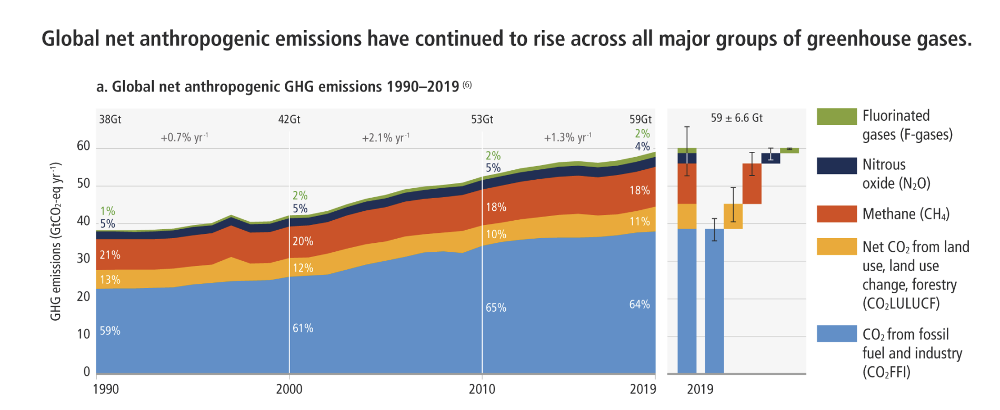 Global net anthropogenic emissions have continued to rise across all major groups of greenhouse gases.
a. Global net anthropogenic GHG emissions 1990–2019 (6)
GHG emissions (GtCO₂-eq yr⁻¹)
60
50
40
30
20
10
0
38Gt
42Gt
53Gt
59Gt
+0.7% yr⁻¹
+2.1% yr⁻¹
+1.3% yr⁻¹
1%
5%
21%
13%
59%
2%
5%
20%
12%
61%
2%
5%
18%
10%
65%
2%
4%
18%
11%
64%
1990
2000
2010
2019
59 ± 6.6 Gt
2019
Fluorinated
gases (F-gases)
Nitrous
oxide (N₂O)
Methane (CH₄)
Net CO₂ from land
use, land use
change, forestry
(CO₂LULUCF)
CO₂ from fossil
fuel and industry
(CO₂FFI)